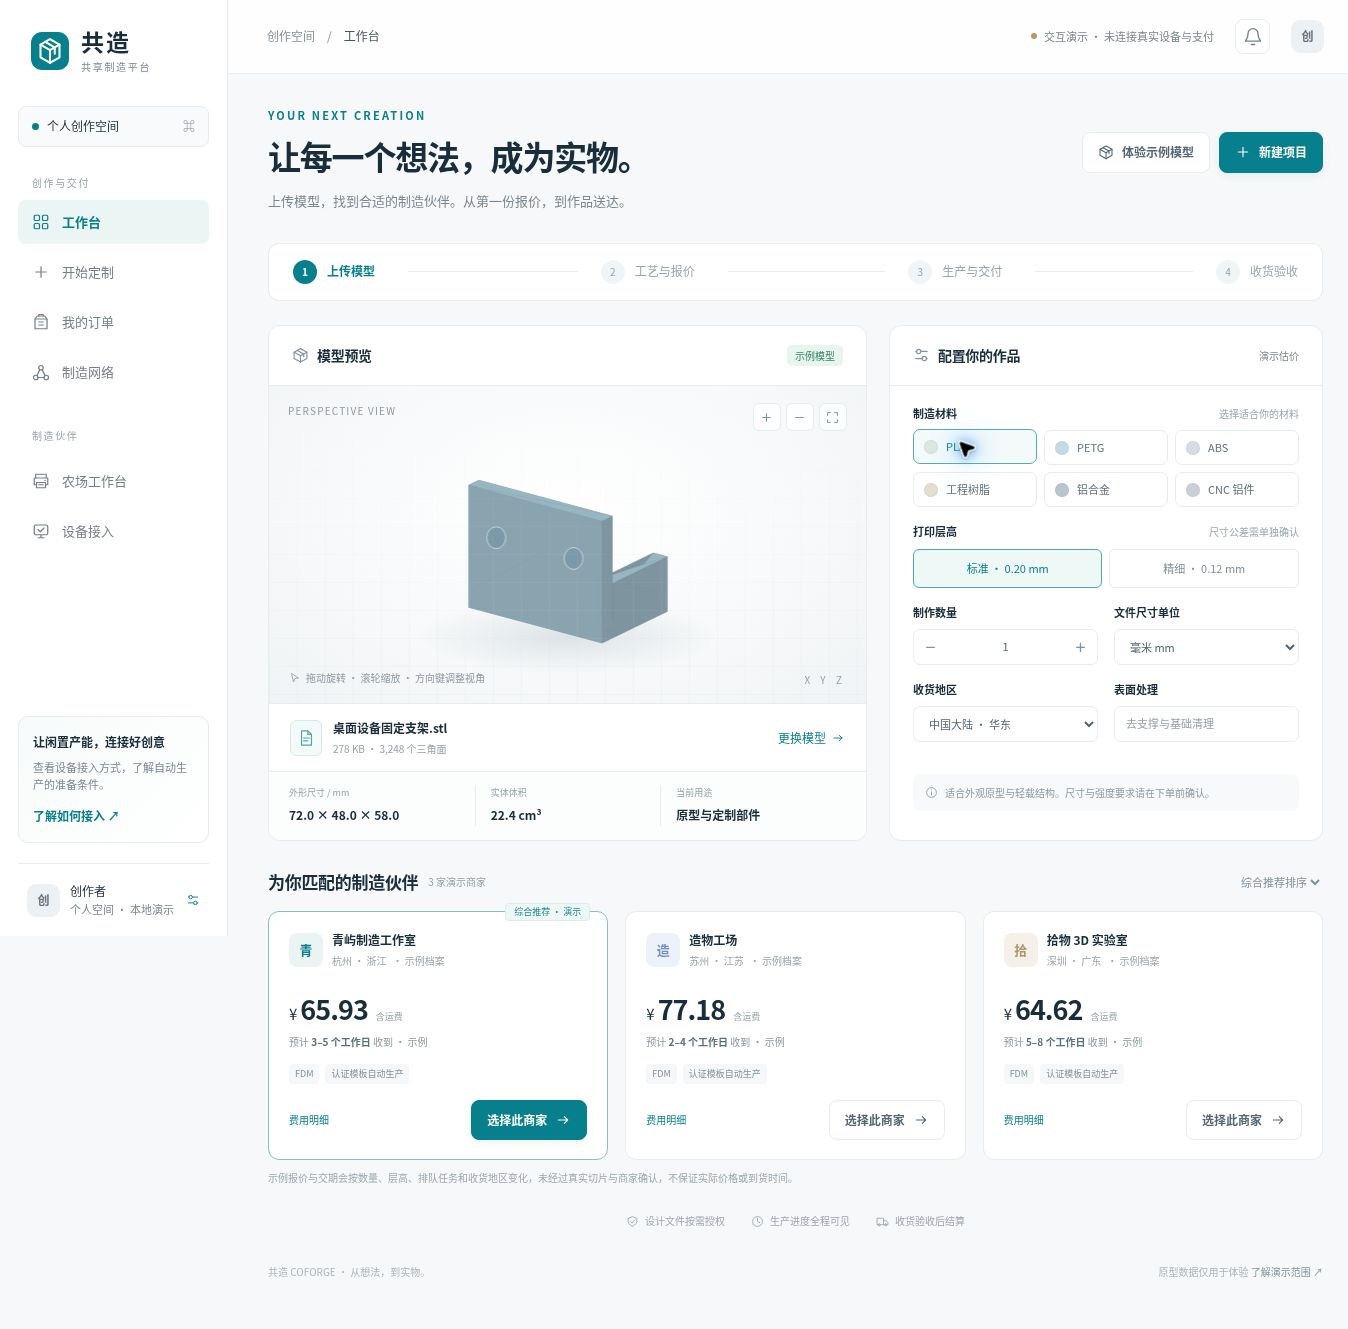 共造
共享制造平台
个人创作空间
创作与交付
工作台
开始定制
我的订单
制造网络
制造伙伴
农场工作台
设备接入
让闲置产能，连接好创意
查看设备接入方式，了解自动生
产的准备条件。
了解如何接入 ↗
创
创作者
个人空间 · 本地演示
创作空间 / 工作台
交互演示 · 未连接真实设备与支付
创
YOUR NEXT CREATION
让每一个想法，成为实物。
上传模型，找到合适的制造伙伴。从第一份报价，到作品送达。
体验示例模型
新建项目
1 上传模型
2 工艺与报价
3 生产与交付
4 收货验收
模型预览
示例模型
PERSPECTIVE VIEW
拖动旋转 · 滚轮缩放 · 方向键调整视角
X Y Z
桌面设备固定支架.stl
278 KB · 3,248 个三角面
更换模型 →
外形尺寸 / mm
72.0 × 48.0 × 58.0
实体体积
22.4 cm³
当前用途
原型与定制部件
配置你的作品
演示估价
制造材料
选择适合你的材料
PETG
ABS
工程树脂
铝合金
CNC 铝件
打印层高
尺寸公差需单独确认
标准 · 0.20 mm
精细 · 0.12 mm
制作数量
文件尺寸单位
− 1 +
毫米 mm
收货地区
表面处理
中国大陆 · 华东
去支撑与基础清理
适合外观原型与轻载结构。尺寸与强度要求请在下单前确认。
为你匹配的制造伙伴 3 家演示商家
综合推荐排序
综合推荐 · 演示
青
青屿制造工作室
杭州 · 浙江 · 示例档案
¥65.93 含运费
预计 3–5 个工作日 收到 · 示例
FDM 认证模板自动生产
费用明细
选择此商家 →
造
造物工场
苏州 · 江苏 · 示例档案
¥77.18 含运费
预计 2–4 个工作日 收到 · 示例
FDM 认证模板自动生产
费用明细
选择此商家 →
拾
拾物 3D 实验室
深圳 · 广东 · 示例档案
¥64.62 含运费
预计 5–8 个工作日 收到 · 示例
FDM 认证模板自动生产
费用明细
选择此商家 →
示例报价与交期会按数量、层高、排队任务和收货地区变化，未经过真实切片与商家确认，不保证实际价格或到货时间。
设计文件按需授权
生产进度全程可见
收货验收后结算
共造 COFORGE · 从想法，到实物。
原型数据仅用于体验 了解演示范围 ↗